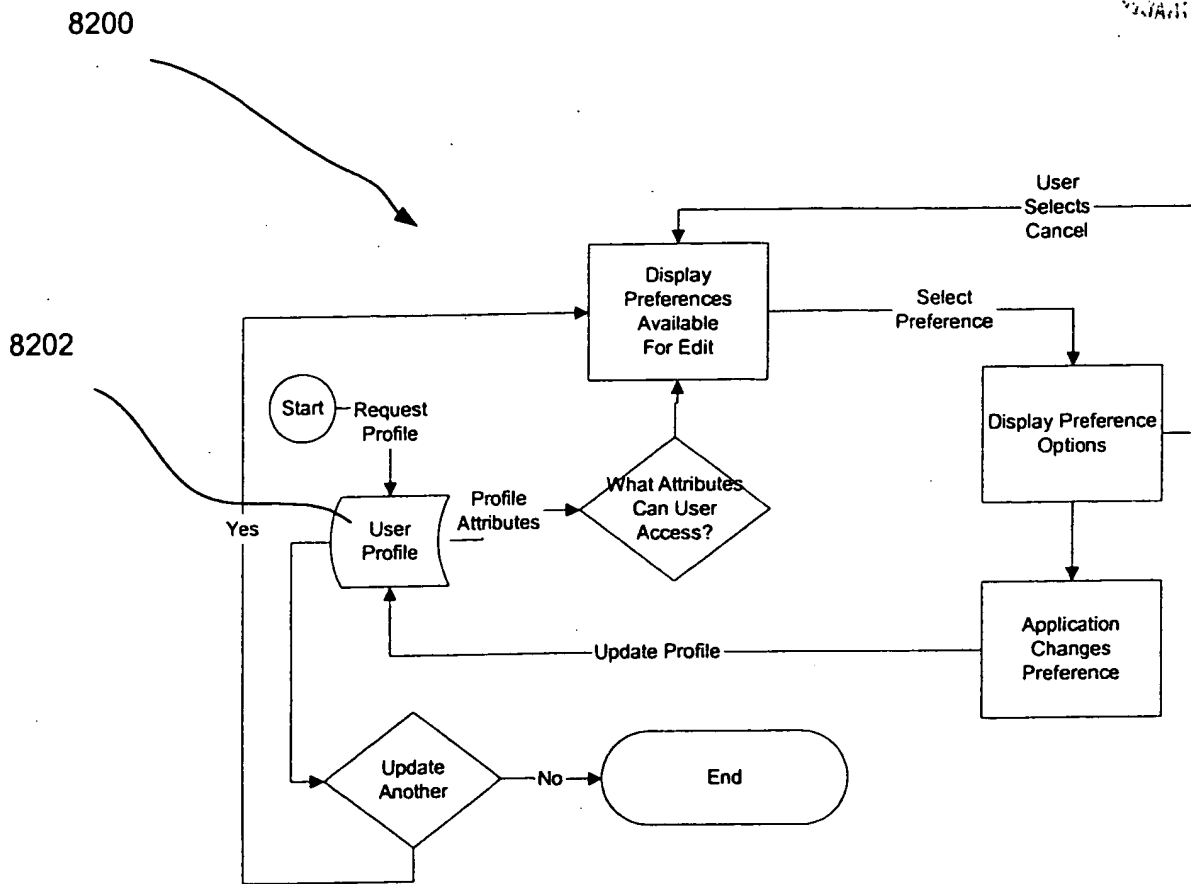 8200
User
Selects
Cancel
Display
Preferences
Available
For Edit
Select
Preference
8202
Start
Request
Profile
Display Preference
Options
What Attributes
Can User
Access?
Profile
Attributes
User
Profile
Yes
Application
Changes
Preference
Update Profile
Update
Another
No
End